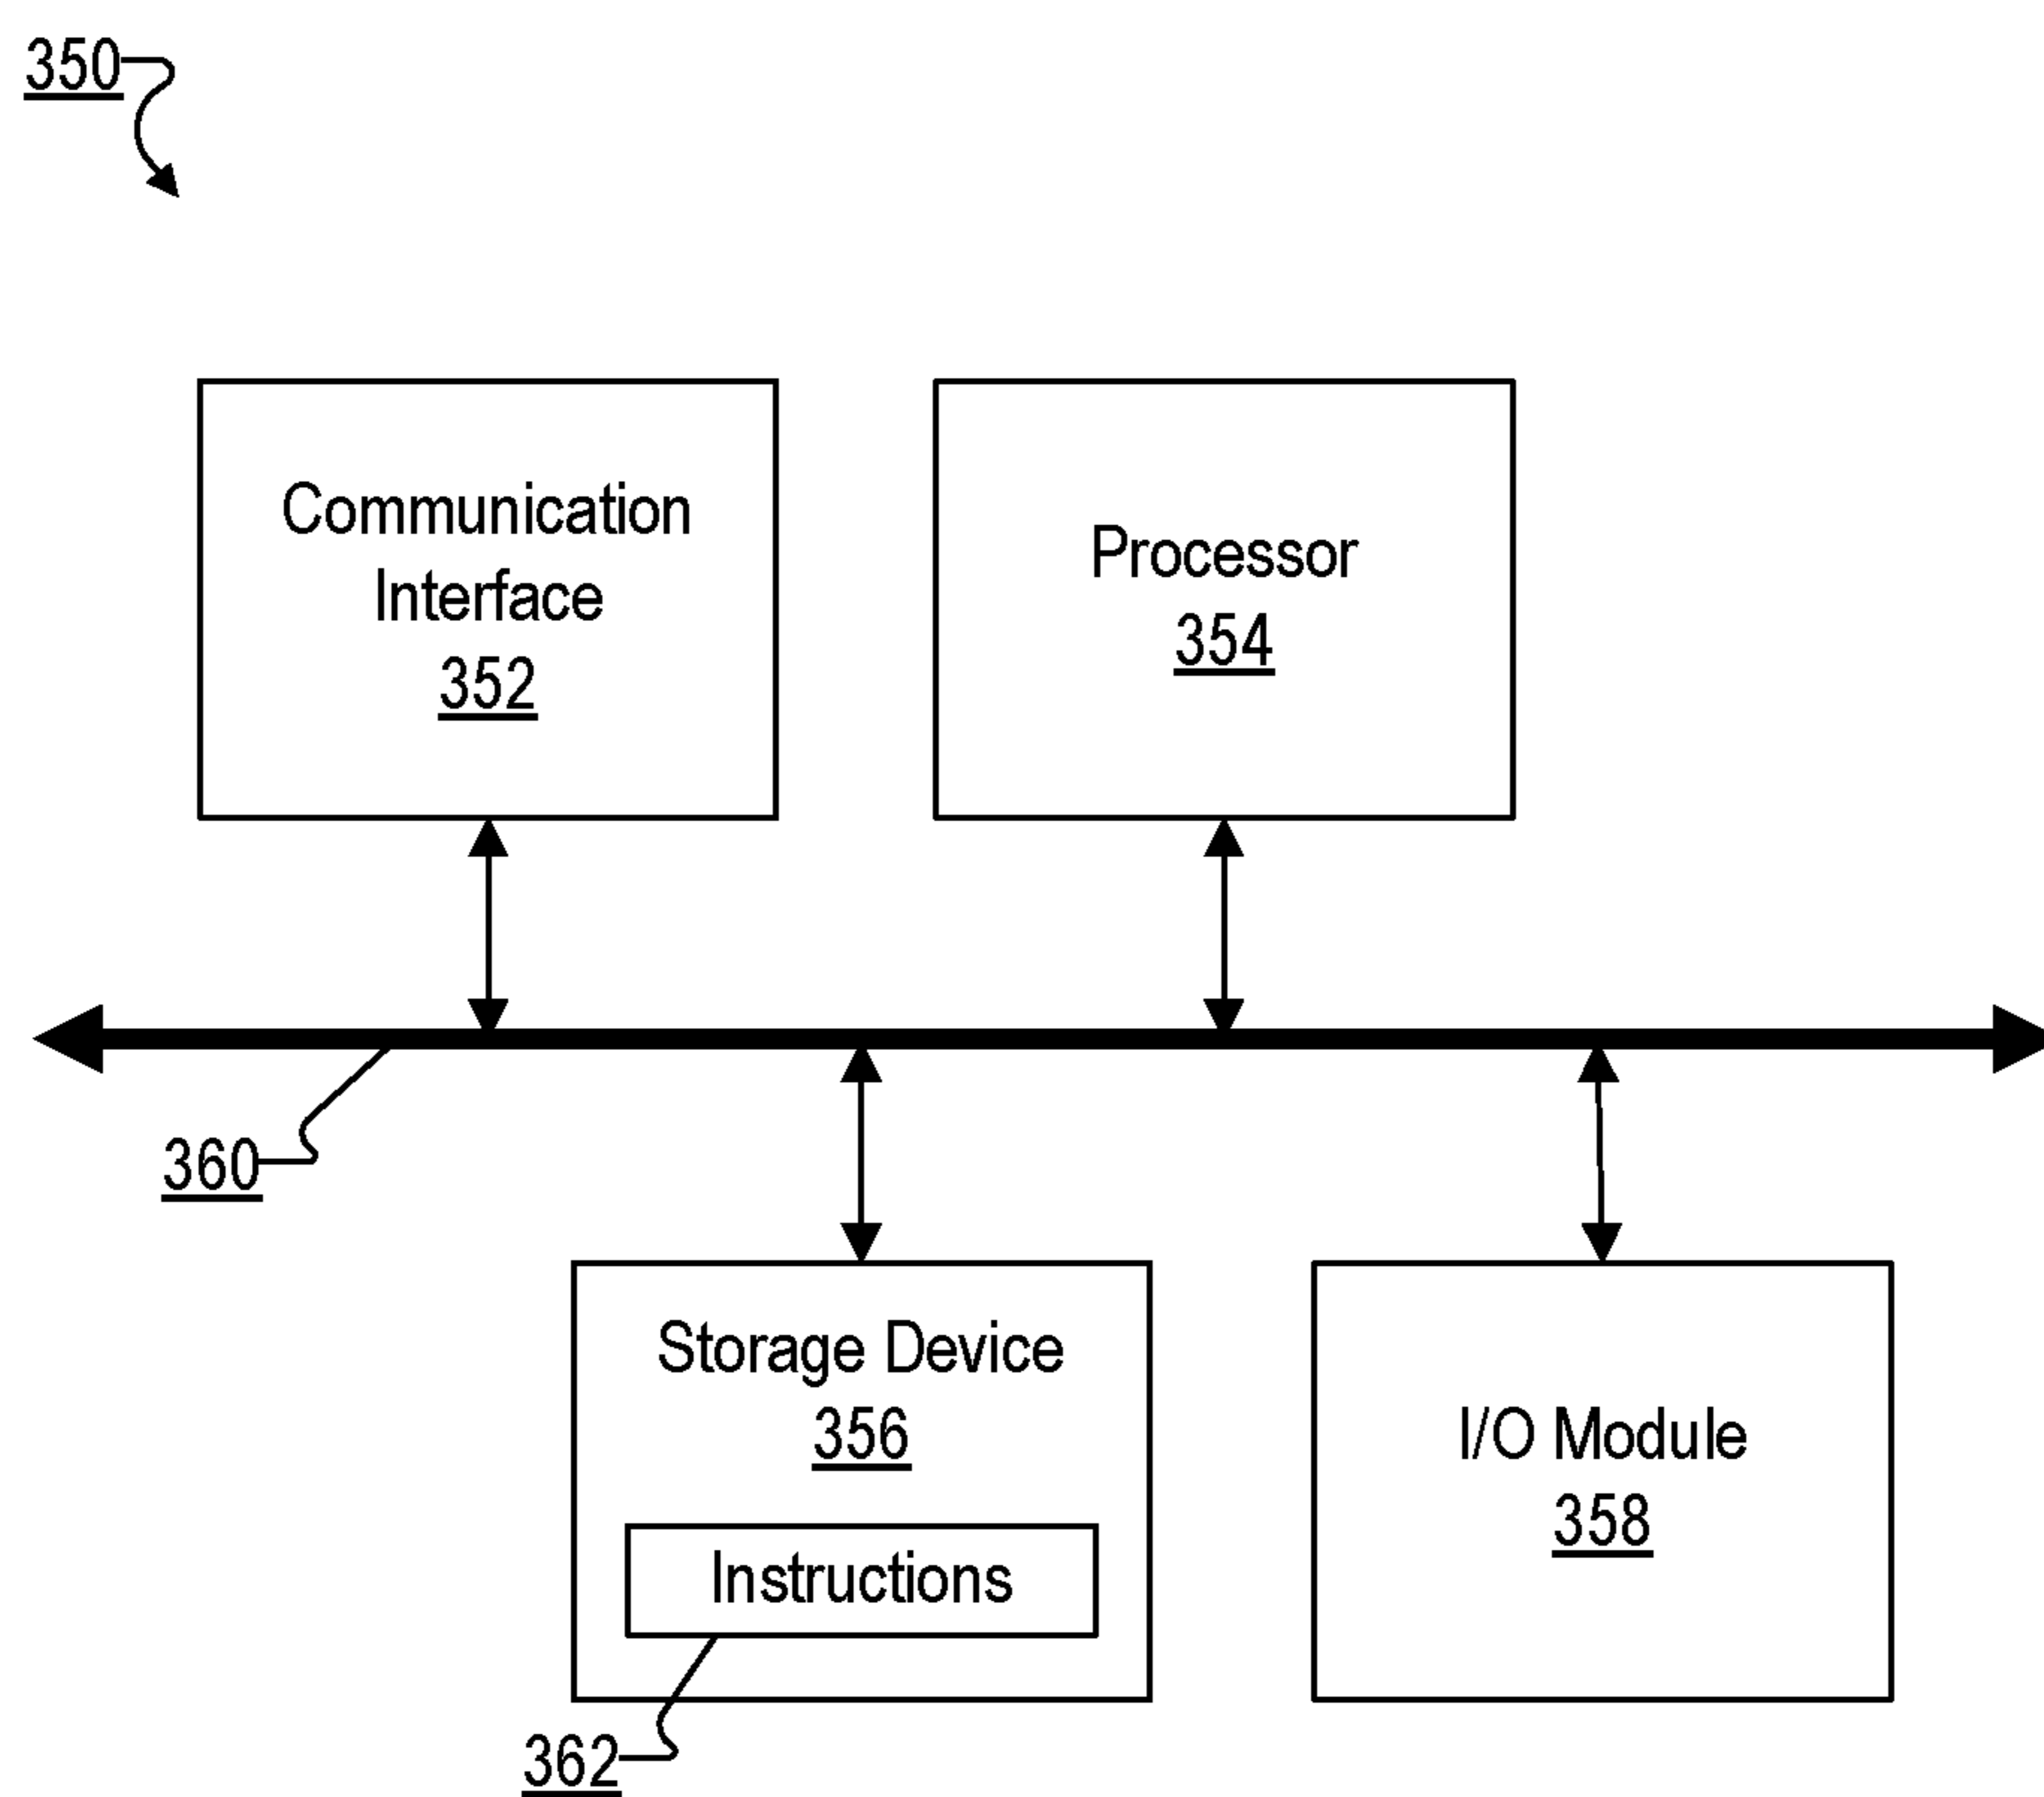 350
Communication
Interface
352
Processor
354
360
Storage Device
356
Instructions
362
I/O Module
358